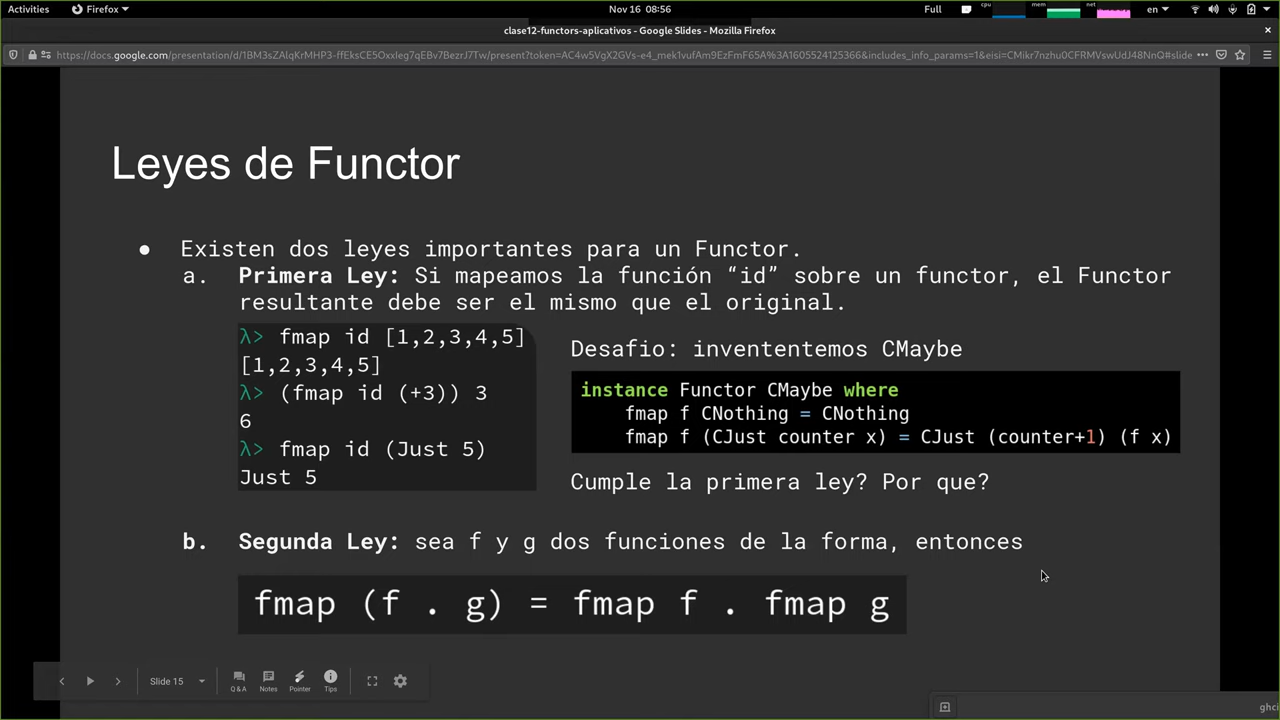 Activities Firefox Nov 16 08:56 Full cpu mem net en
clase12-functors-aplicativos - Google Slides - Mozilla Firefox
Leyes de Functor
● Existen dos leyes importantes para un Functor.
a. Primera Ley: Si mapeamos la función “id” sobre un functor, el Functor
resultante debe ser el mismo que el original.
λ> fmap id [1,2,3,4,5]
[1,2,3,4,5]
λ> (fmap id (+3)) 3
6
λ> fmap id (Just 5)
Just 5
Desafio: invententemos CMaybe
instance Functor CMaybe where
fmap f CNothing = CNothing
fmap f (CJust counter x) = CJust (counter+1) (f x)
Cumple la primera ley? Por que?
b. Segunda Ley: sea f y g dos funciones de la forma, entonces
fmap (f . g) = fmap f . fmap g
Slide 15
Q & A Notes Pointer Tips
ghci